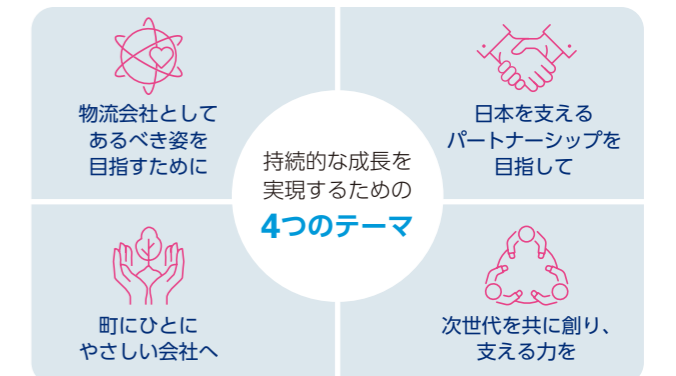 物流会社として
あるべき姿を
目指すために
日本を支える
パートナーシップを
目指して
持続的な成長を
実現するための
4つのテーマ
町にひとに
やさしい会社へ
次世代を共に創り、
支える力を